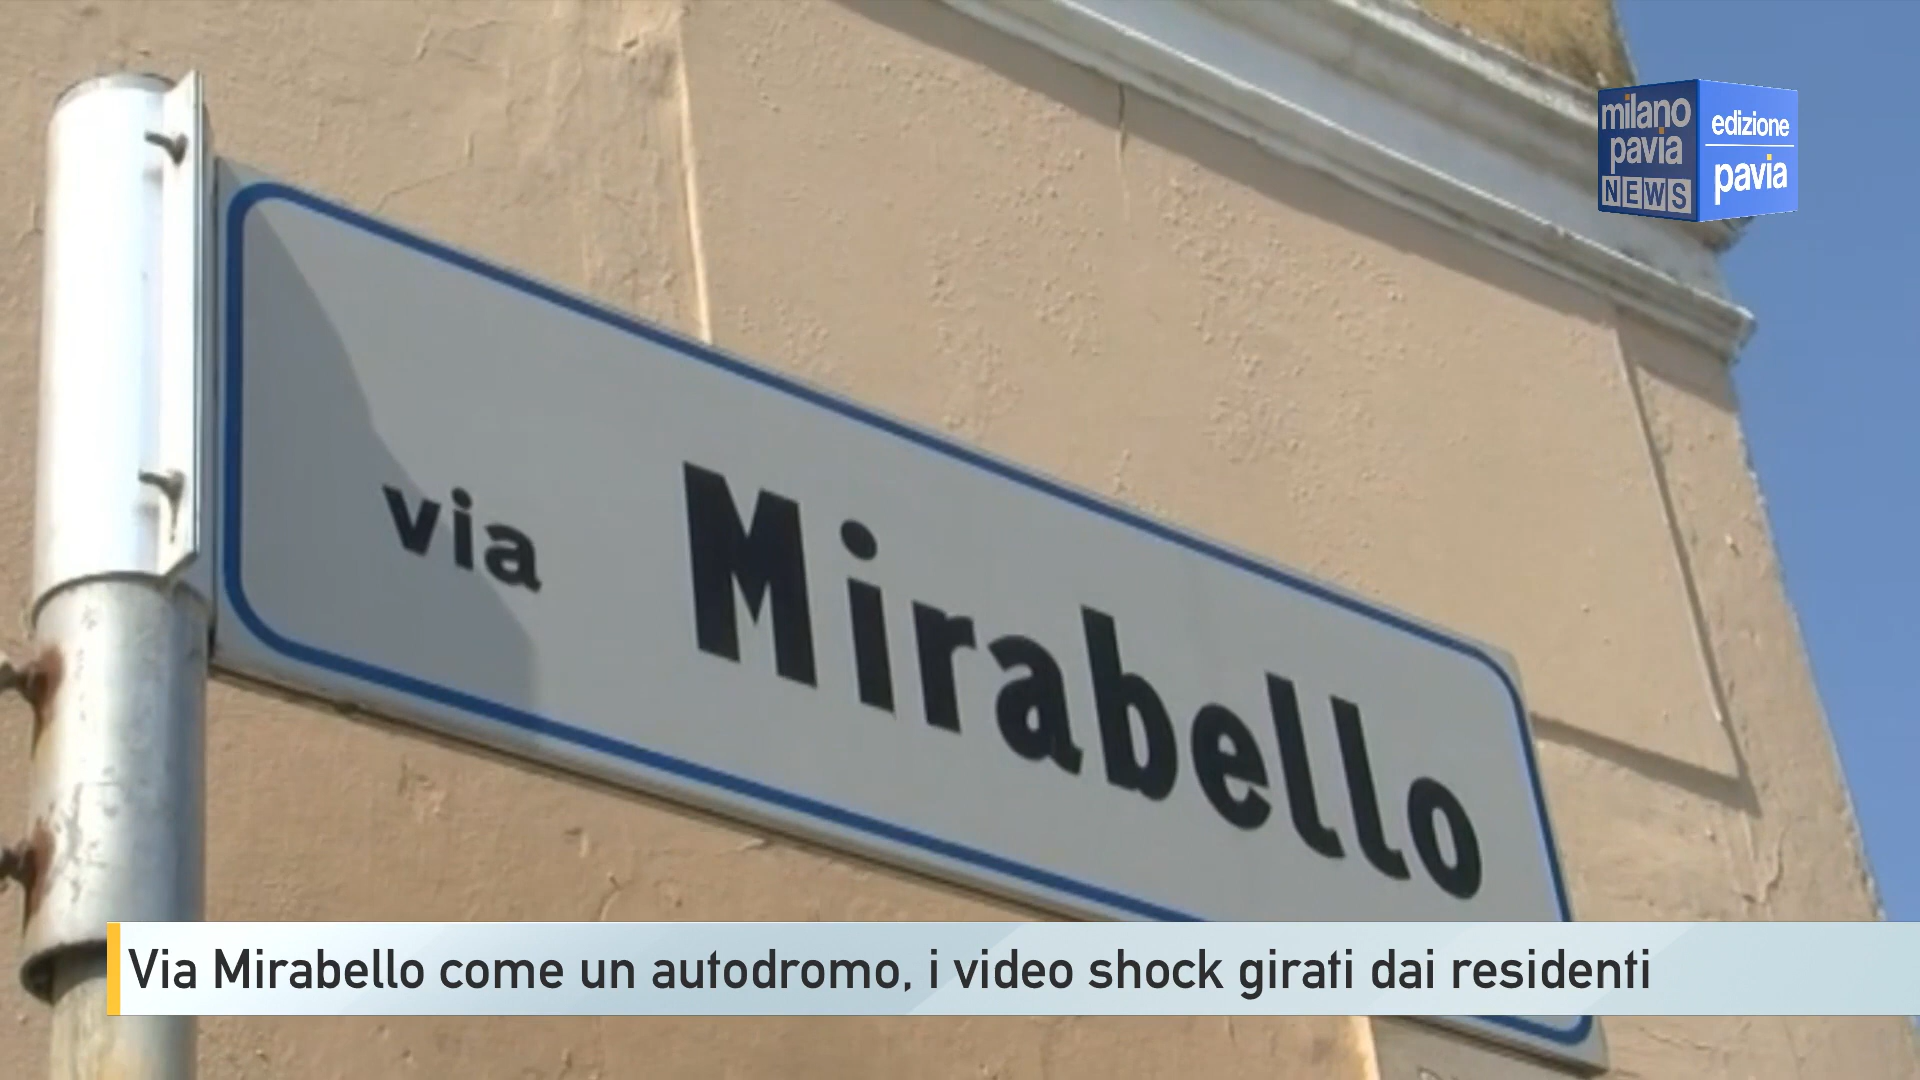 milano
pavia
NEWS
edizione
pavia
via Mirabello
Via Mirabello come un autodromo, i video shock girati dai residenti